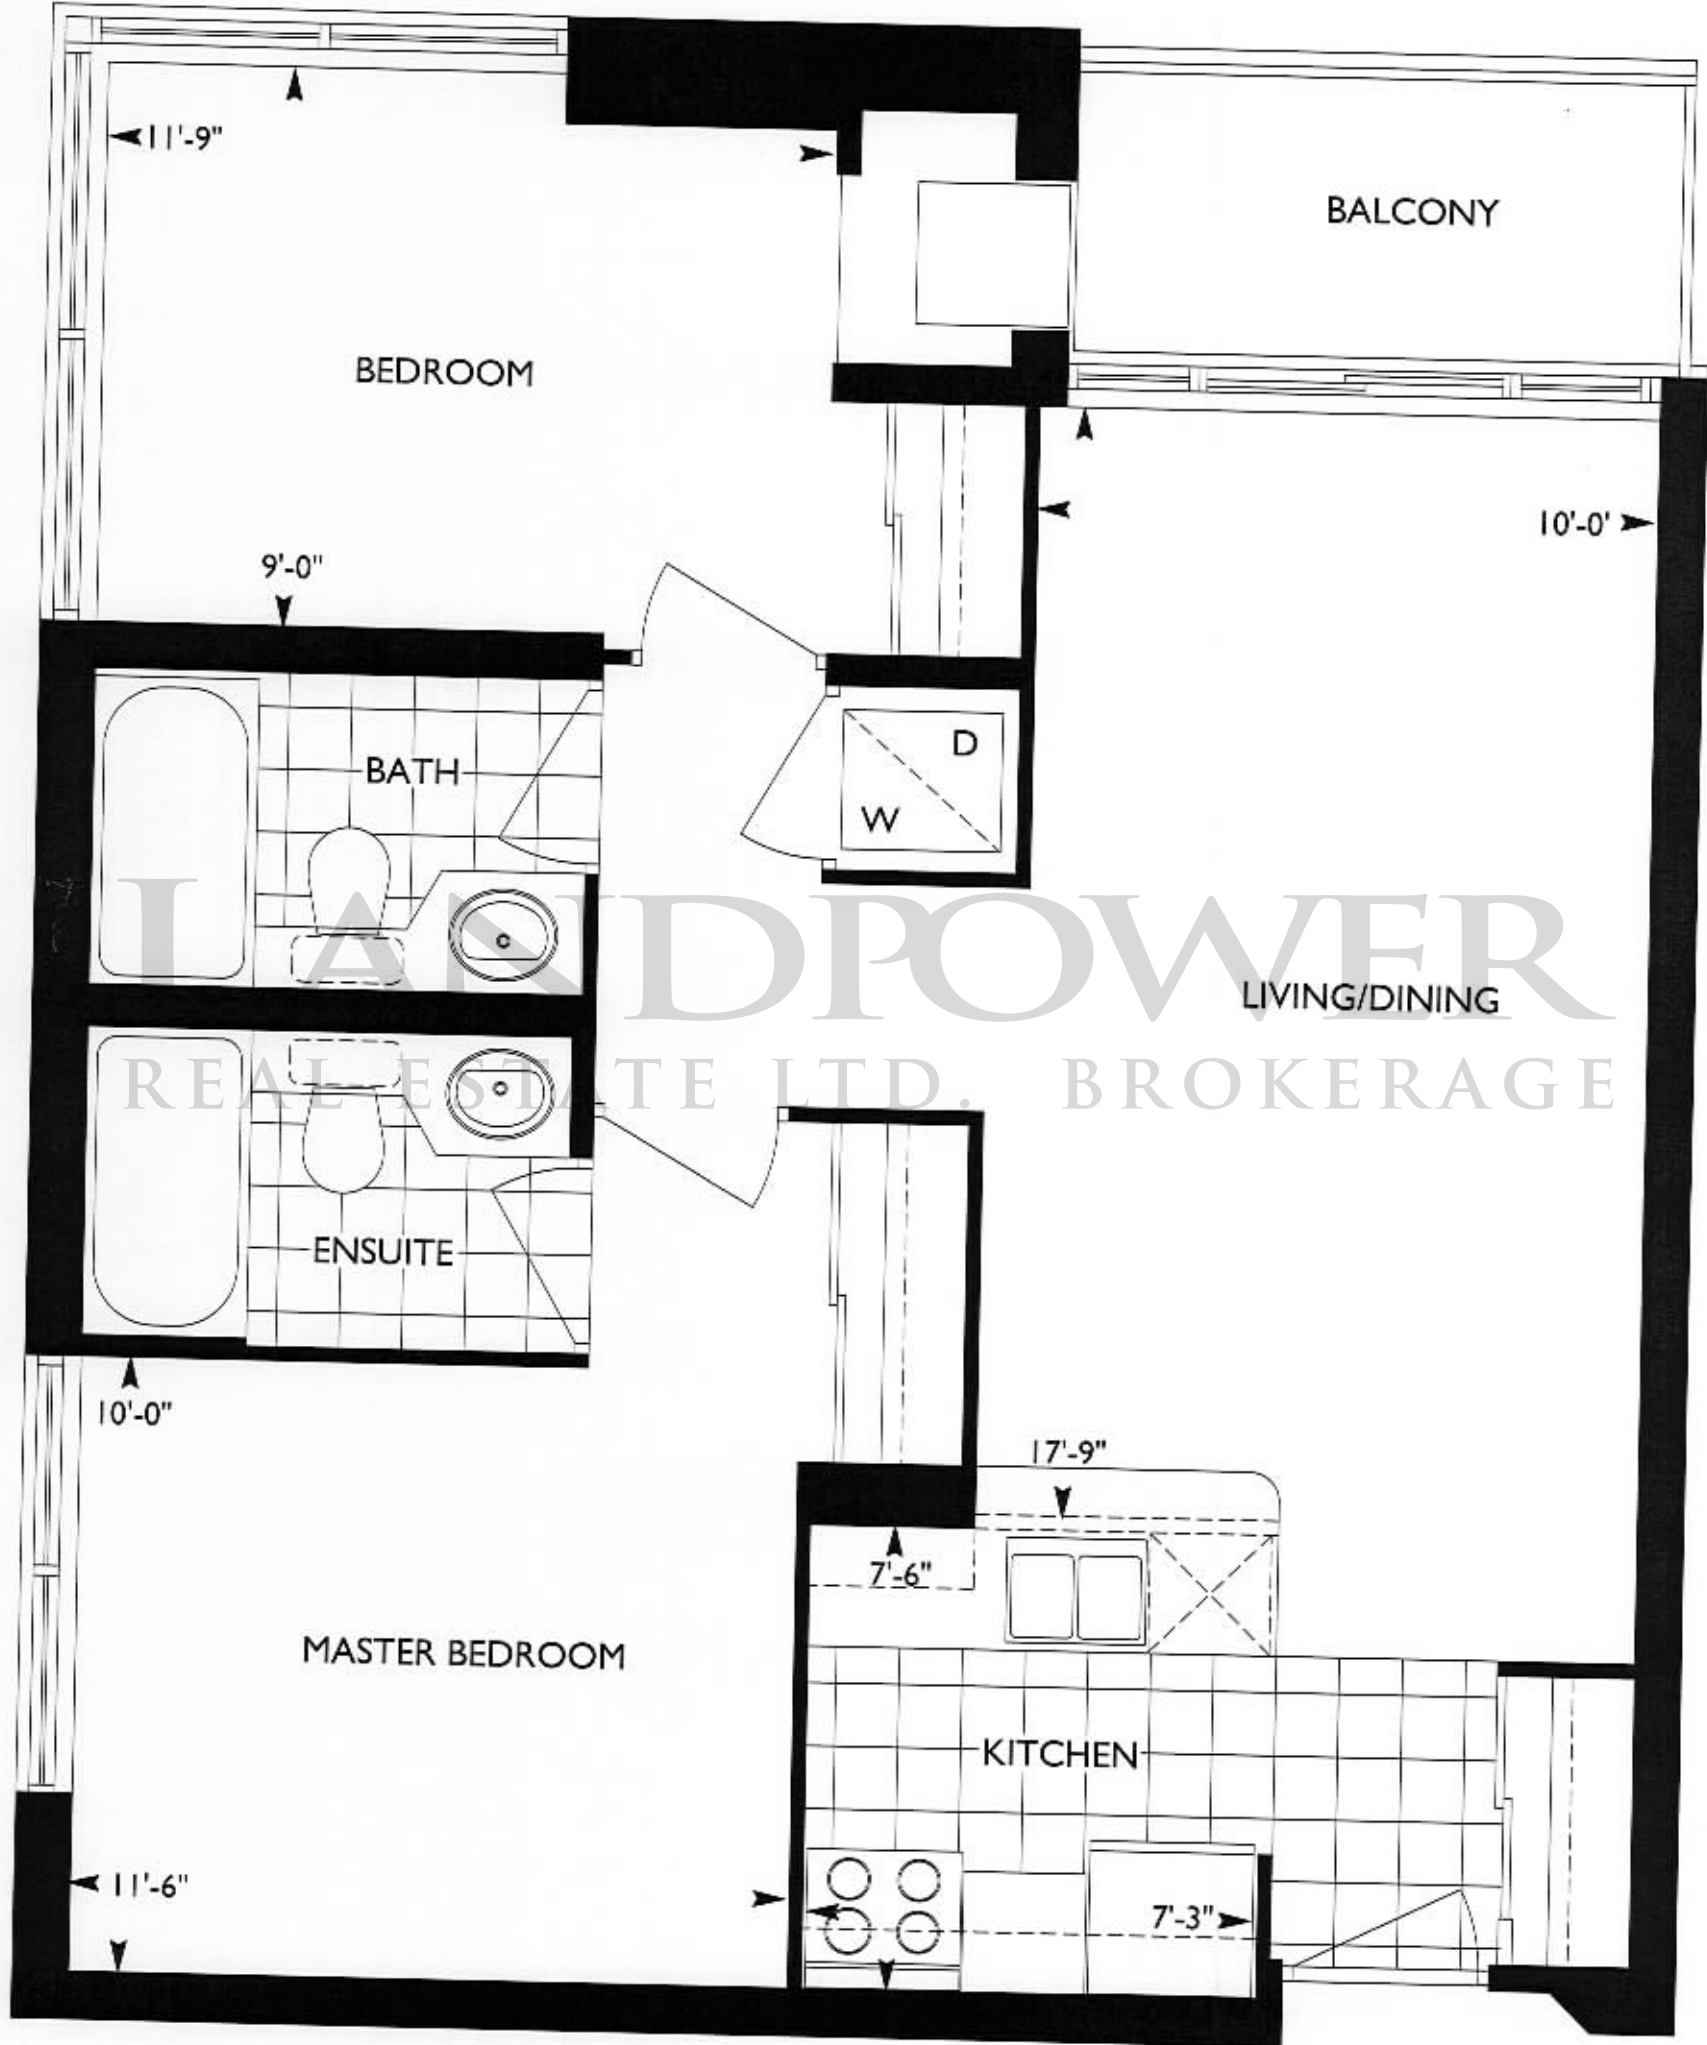 11'-9"
BALCONY
BEDROOM
10'-0'
9'-0"
D
BATH
W
LANDPOWER
LIVING/DINING
REAL ESTATE LTD. BROKERAGE
ENSUITE
10'-0"
17'-9"
7'-6"
MASTER BEDROOM
KITCHEN
11'-6"
7'-3"